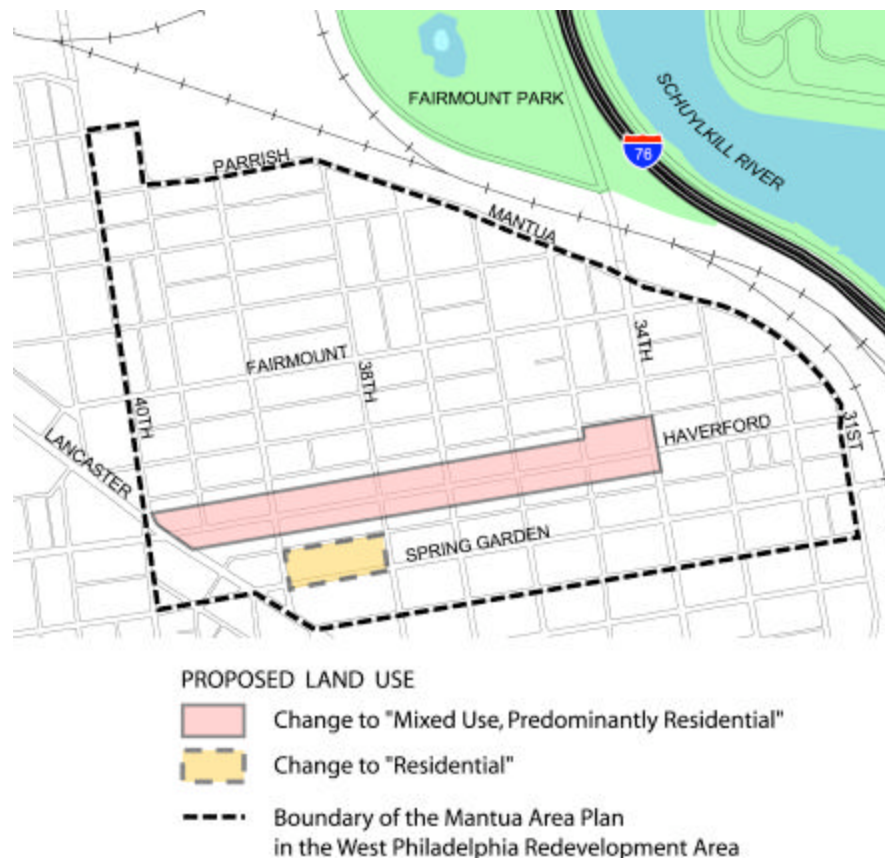 FAIRMOUNT PARK
SCHUYLKILL RIVER
76
PARRISH
MANTUA
34TH
FAIRMOUNT
38TH
40TH
31ST
HAVERFORD
LANCASTER
SPRING GARDEN
PROPOSED LAND USE
Change to "Mixed Use, Predominantly Residential"
Change to "Residential"
Boundary of the Mantua Area Plan
in the West Philadelphia Redevelopment Area